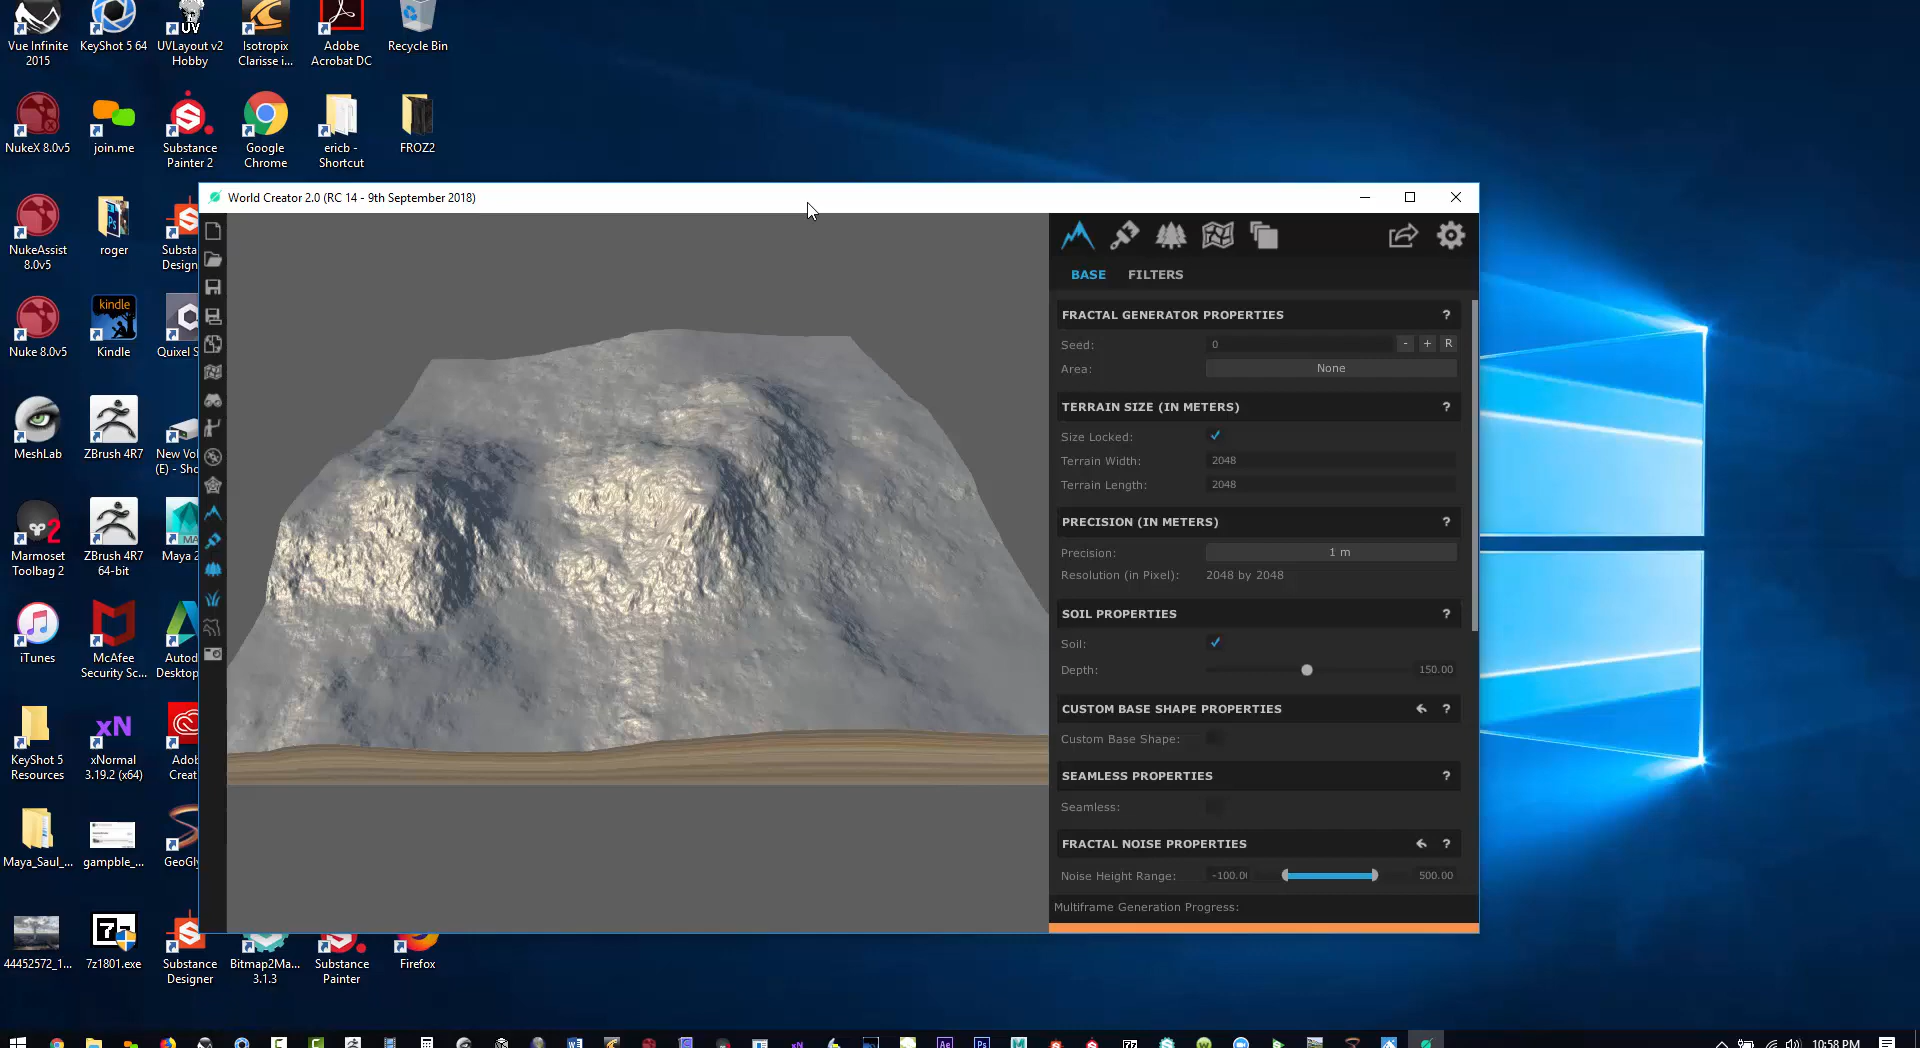 Vue Infinite
2015
KeyShot 5 64
UVLayout v2
Hobby
Isotropix
Clarisse i...
Adobe
Acrobat DC
Recycle Bin
NukeX 8.0v5
join.me
Substance
Painter 2
Google
Chrome
ericb -
Shortcut
FROZ2
World Creator 2.0 (RC 14 - 9th September 2018)
NukeAssist
8.0v5
roger
Substa
Design
BASE
FILTERS
FRACTAL GENERATOR PROPERTIES ?
Seed: 0 - + R
Area: None
kindle
Nuke 8.0v5
Kindle
Quixel S
TERRAIN SIZE (IN METERS) ?
Size Locked:
Terrain Width: 2048
Terrain Length: 2048
MeshLab
ZBrush 4R7
New Vol
(E) - Sho
PRECISION (IN METERS) ?
Precision: 1 m
Resolution (in Pixel): 2048 by 2048
2
Marmoset
Toolbag 2
ZBrush 4R7
64-bit
MA
Maya 2
SOIL PROPERTIES ?
Soil:
Depth: 150.00
iTunes
McAfee
Security Sc...
Autod
Desktop
CUSTOM BASE SHAPE PROPERTIES ?
Custom Base Shape:
xN
KeyShot 5
Resources
xNormal
3.19.2 (x64)
Adob
Creat
SEAMLESS PROPERTIES ?
Seamless:
FRACTAL NOISE PROPERTIES ?
Noise Height Range: -100.0 500.00
Maya_Saul_...
gampble_...
GeoGly
Multiframe Generation Progress:
7z
44452572_1...
7z1801.exe
Substance
Designer
Bitmap2Ma...
3.1.3
Substance
Painter
Firefox
10:58 PM